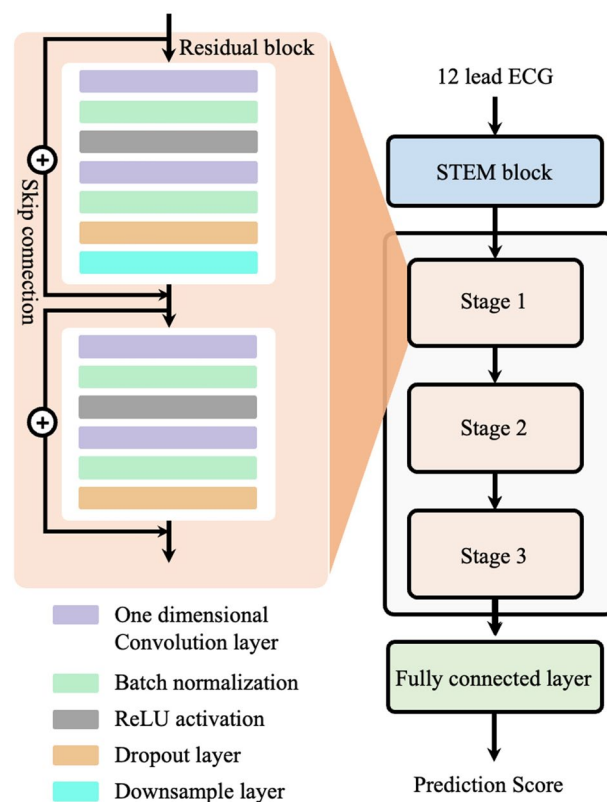 Residual block
Skip connection
12 lead ECG
STEM block
Stage 1
Stage 2
Stage 3
Fully connected layer
Prediction Score
One dimensional
Convolution layer
Batch normalization
ReLU activation
Dropout layer
Downsample layer